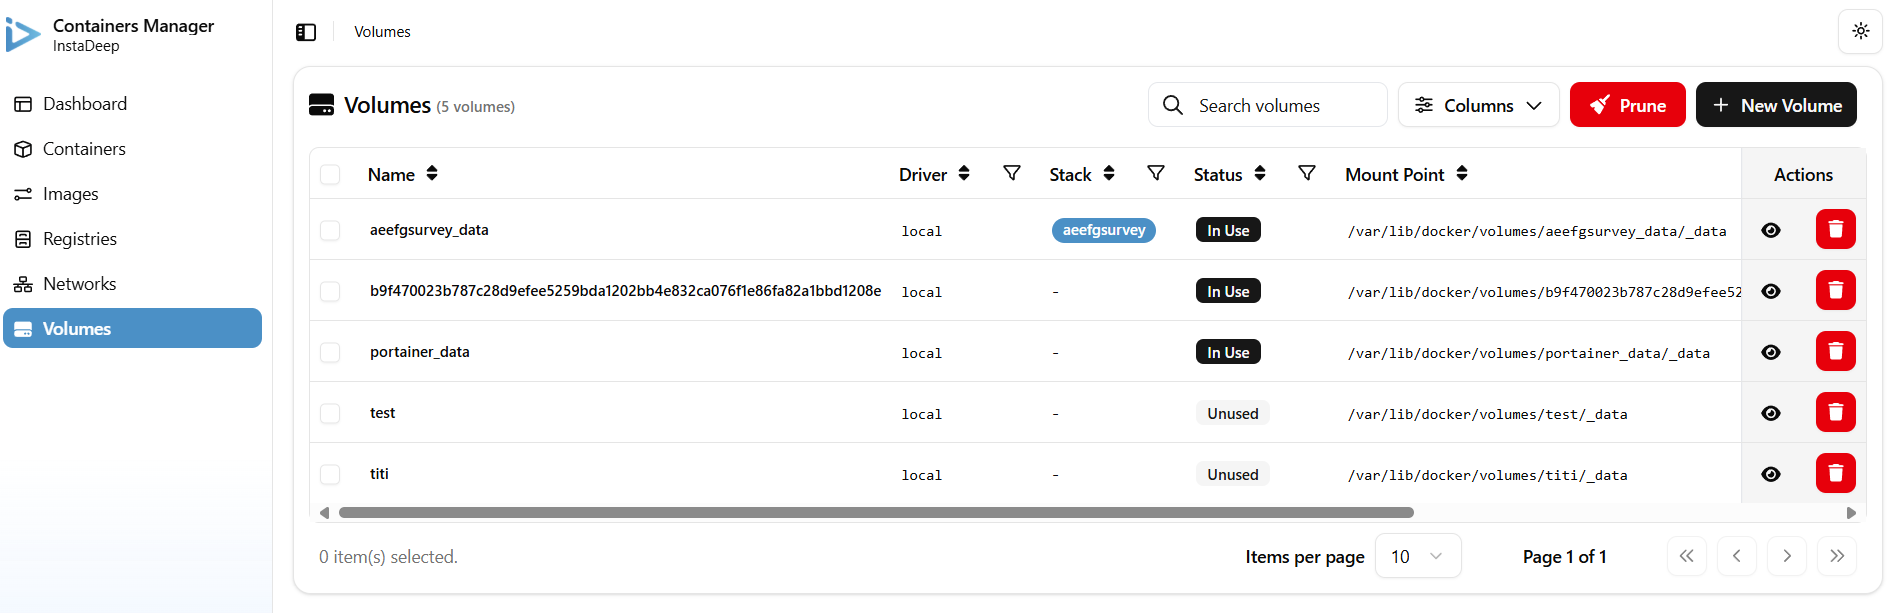 Containers Manager
InstaDeep
Dashboard
Containers
Images
Registries
Networks
Volumes
Volumes
Volumes (5 volumes)
Search volumes
Columns
Prune
New Volume
Name Driver Stack Status Mount Point Actions
aeefgsurvey_data local aeefgsurvey In Use /var/lib/docker/volumes/aeefgsurvey_data/_data
b9f470023b787c28d9efee5259bda1202bb4e832ca076f1e86fa82a1bbd1208e local - In Use /var/lib/docker/volumes/b9f470023b787c28d9efee52
portainer_data local - In Use /var/lib/docker/volumes/portainer_data/_data
test local - Unused /var/lib/docker/volumes/test/_data
titi local - Unused /var/lib/docker/volumes/titi/_data
0 item(s) selected.
Items per page 10
Page 1 of 1